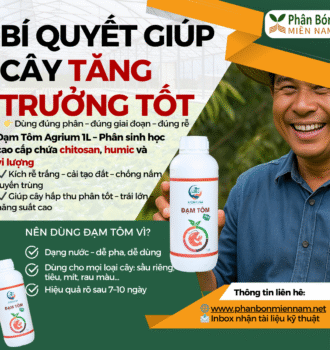 Phân Bón
MIỀN NAM
BÍ QUYẾT GIÚP
CÂY TĂNG
TRƯỞNG TỐT
Dùng đúng phân – đúng giai đoạn – đúng rễ
Đạm Tôm Agrium 1L – Phân sinh học
cao cấp chứa chitosan, humic và
vi lượng
Kích rễ trắng – cải tạo đất – chống nấm
tuyến trùng
Giúp cây hấp thu phân tốt – trái lớn
năng suất cao
NÊN DÙNG ĐẠM TÔM VÌ?
Dạng nước – dễ pha, dễ dùng
Dùng cho mọi loại cây: sầu riêng,
tiêu, mít, rau màu...
Hiệu quả rõ sau 7-10 ngày
ĐẠM TÔM
ĐẠM TÔM
Thông tin liên hệ:
www.phanbonmiennam.net
Inbox nhận tài liệu kỹ thuật